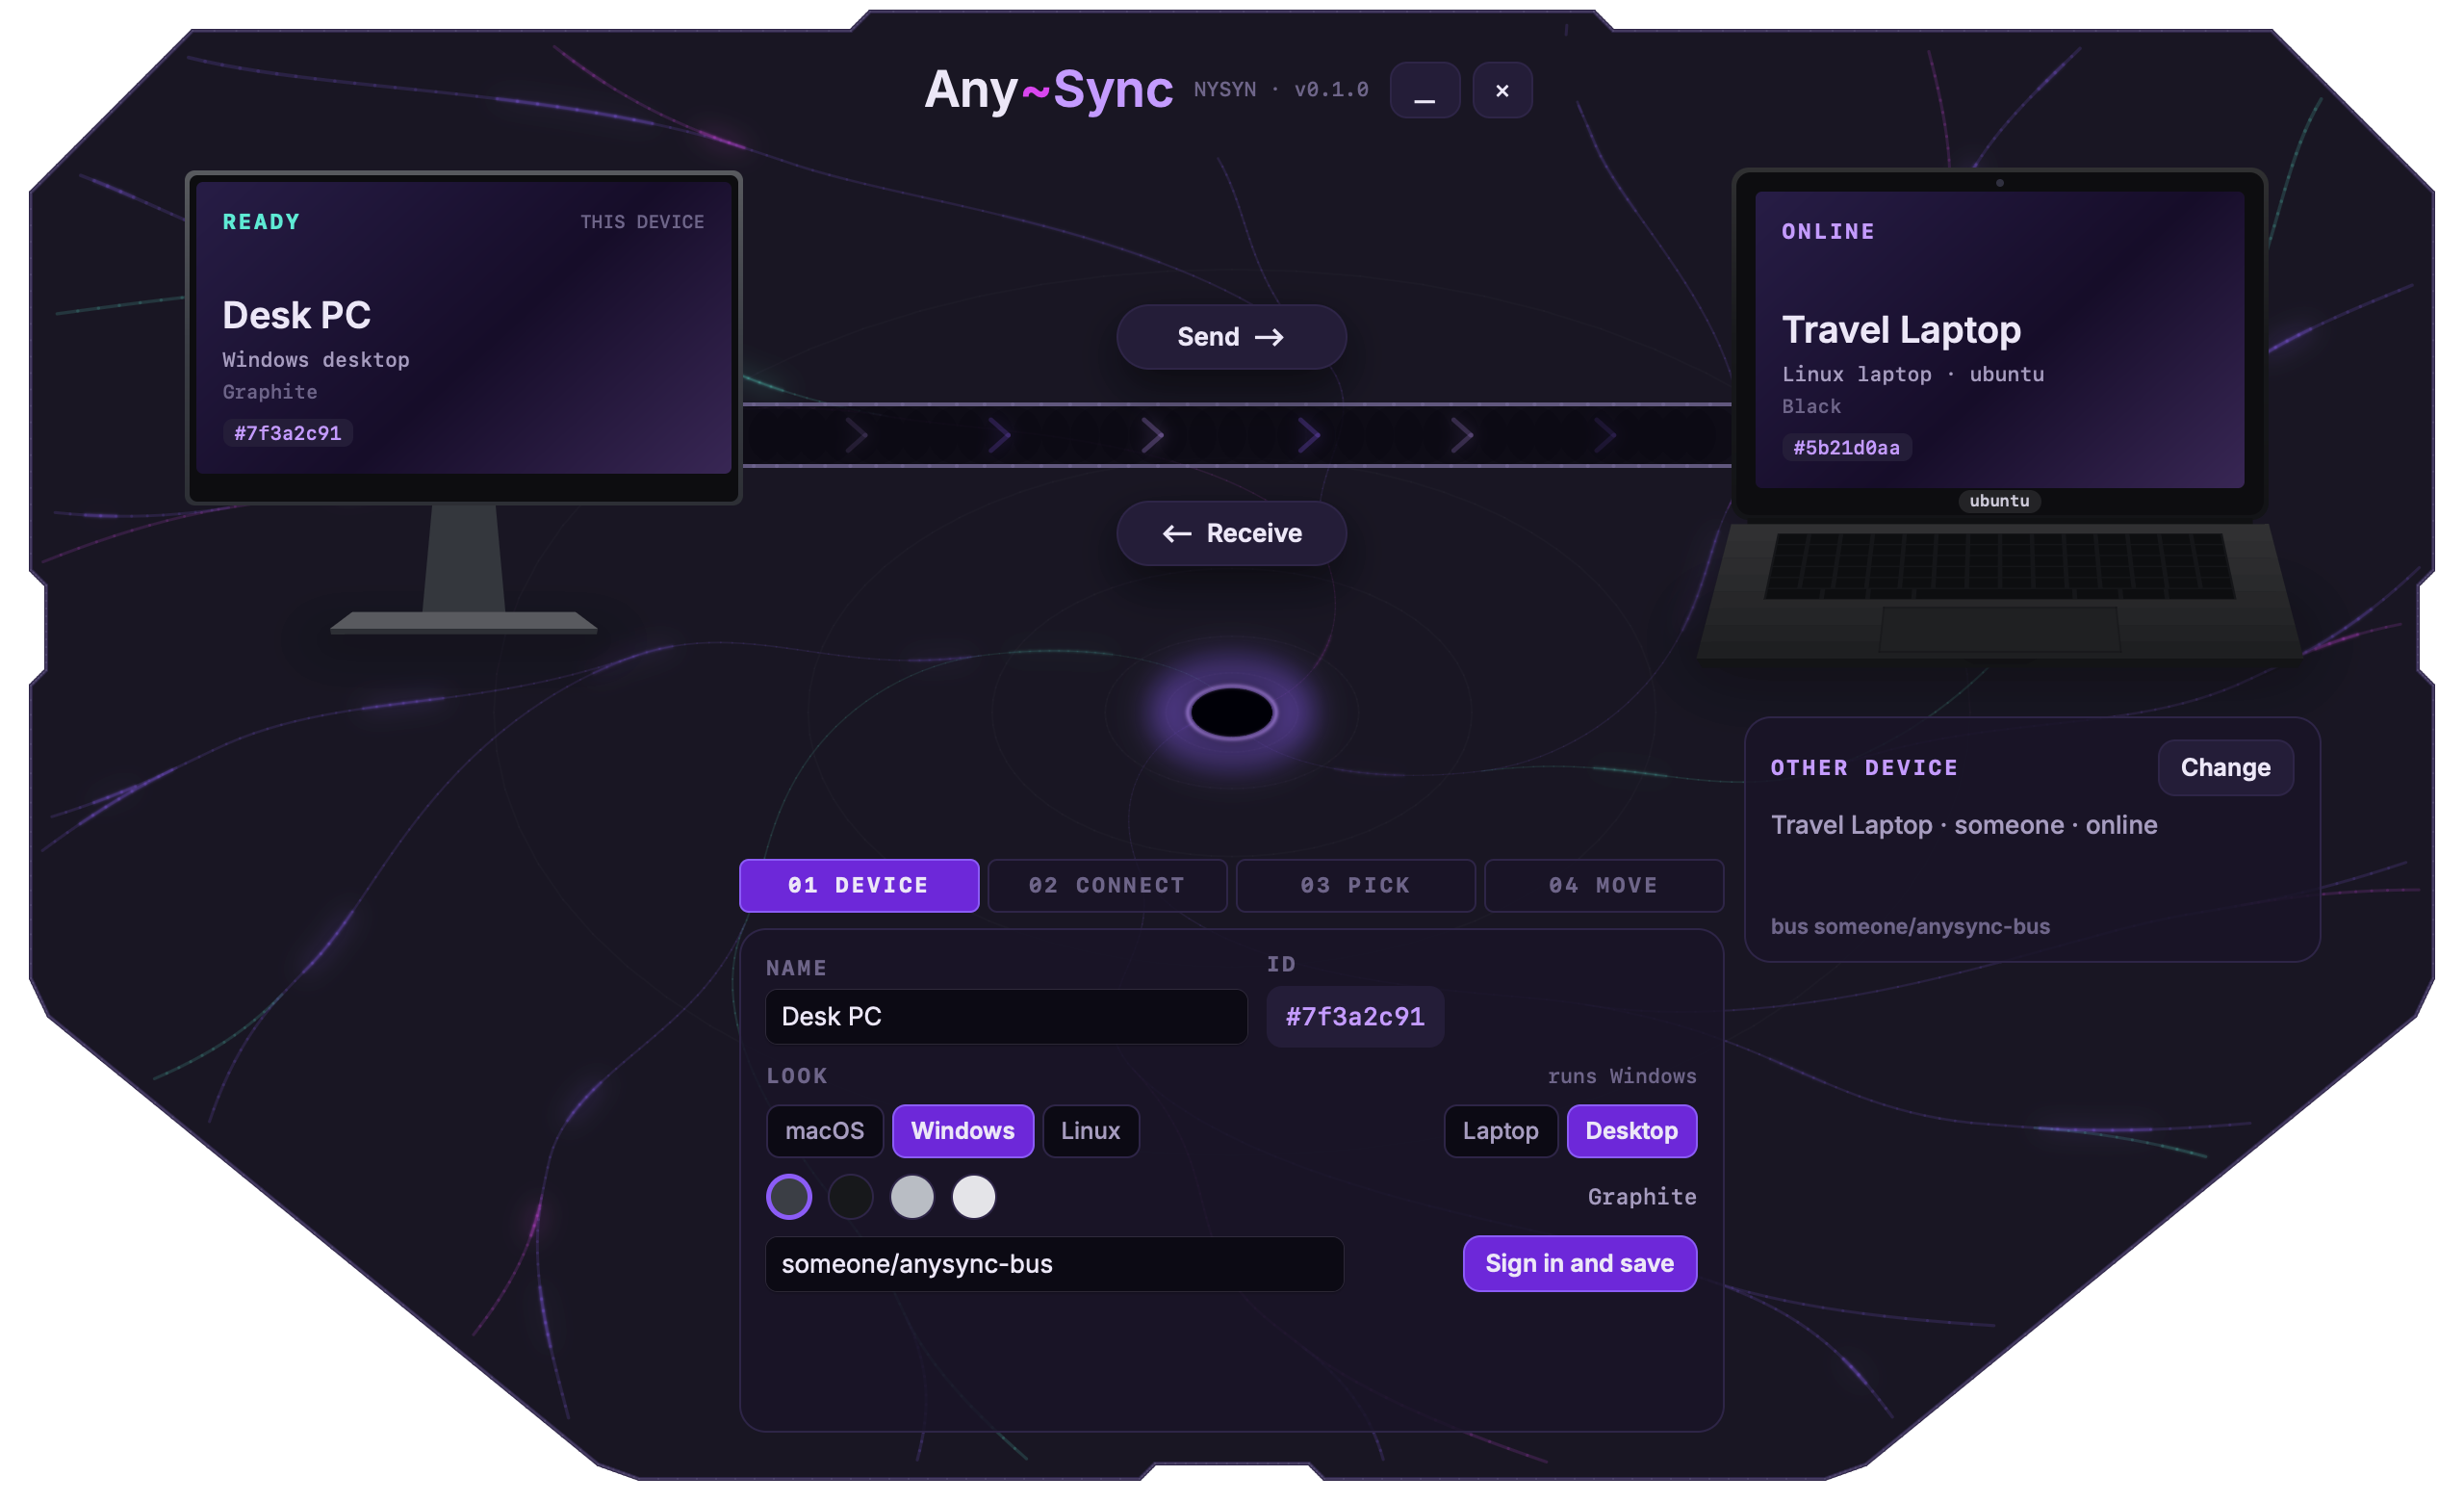 Any~Sync NYSYN · v0.1.0 _ ×
READY THIS DEVICE
Desk PC
Windows desktop
Graphite
#7f3a2c91
Send →
← Receive
ONLINE
Travel Laptop
Linux laptop · ubuntu
Black
#5b21d0aa
ubuntu
OTHER DEVICE Change
Travel Laptop · someone · online
bus someone/anysync-bus
01 DEVICE 02 CONNECT 03 PICK 04 MOVE
NAME ID
Desk PC #7f3a2c91
LOOK runs Windows
macOS Windows Linux Laptop Desktop
Graphite
someone/anysync-bus Sign in and save